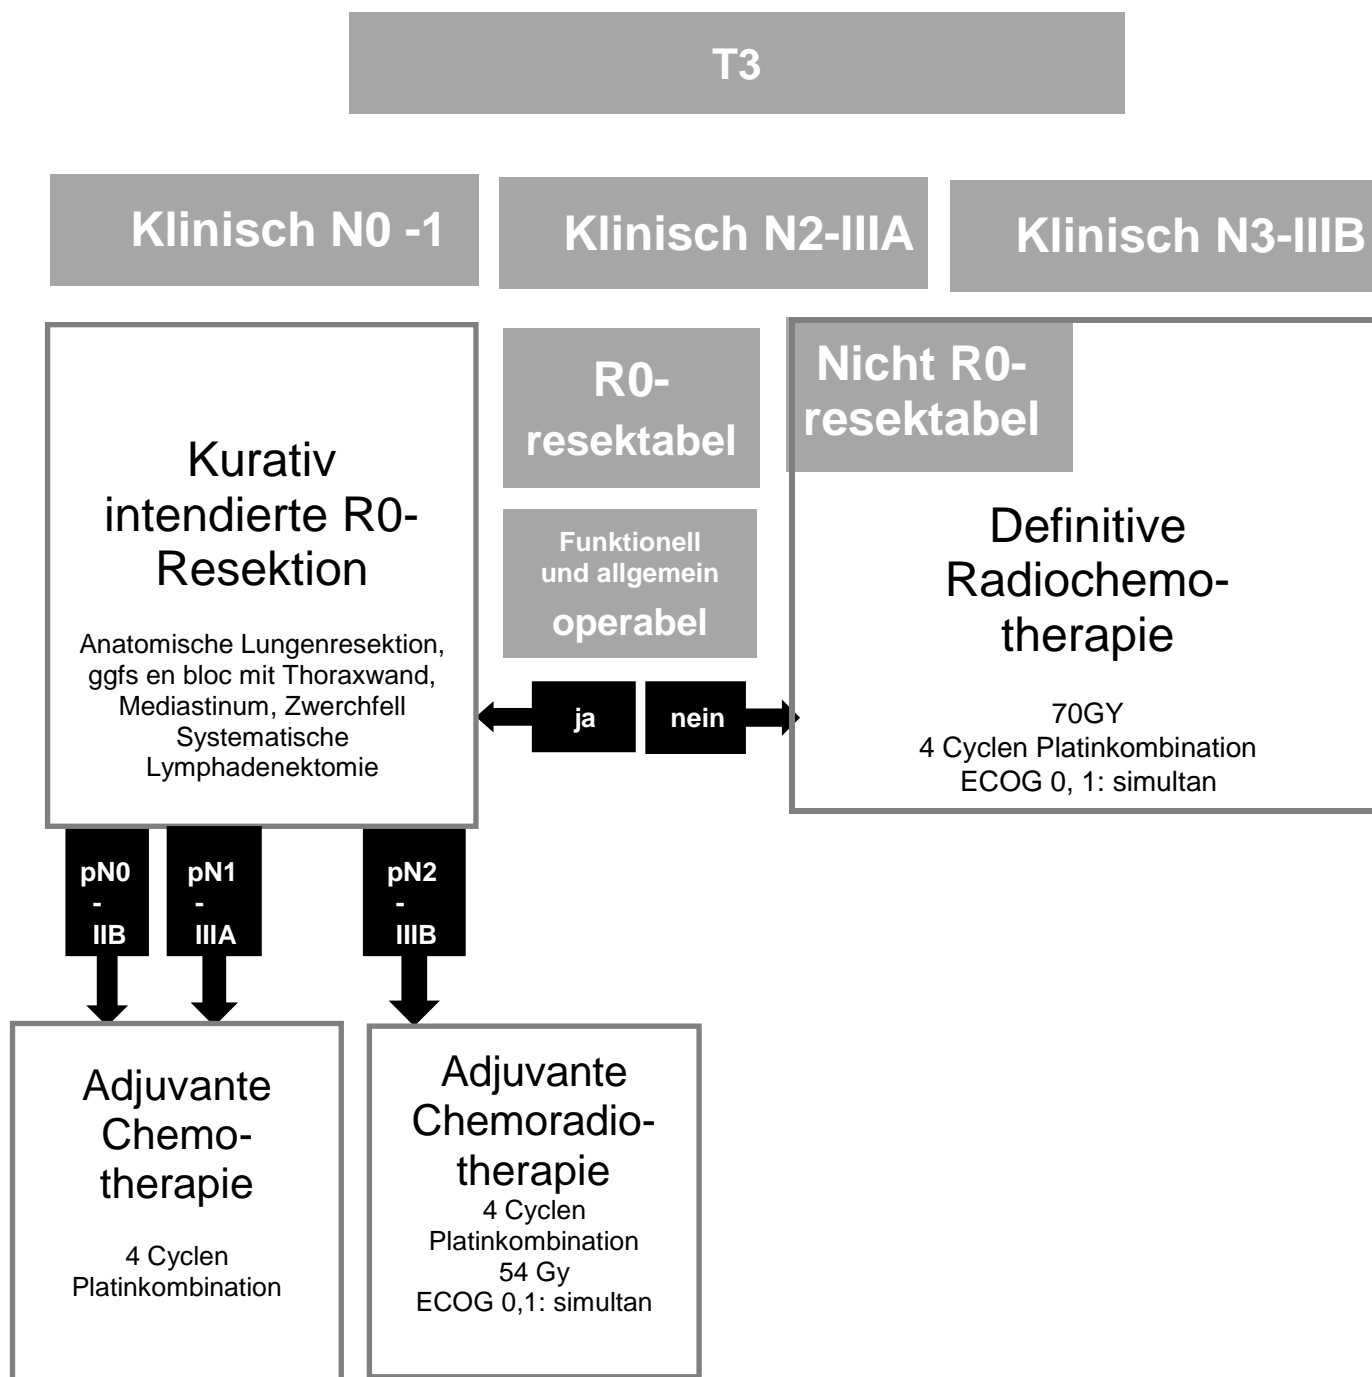 T3
Klinisch N0 -1
Klinisch N2-IIIA
Klinisch N3-IIIB
Kurativ
intendierte R0-
Resektion
Anatomische Lungenresektion,
ggfs en bloc mit Thoraxwand,
Mediastinum, Zwerchfell
Systematische
Lymphadenektomie
R0-
resektabel
Funktionell
und allgemein
operabel
ja
nein
Nicht R0-
resektabel
Definitive
Radiochemo-
therapie
70GY
4 Cyclen Platinkombination
ECOG 0, 1: simultan
pN0
-
IIB
pN1
-
IIIA
pN2
-
IIIB
Adjuvante
Chemo-
therapie
4 Cyclen
Platinkombination
Adjuvante
Chemoradio-
therapie
4 Cyclen
Platinkombination
54 Gy
ECOG 0,1: simultan